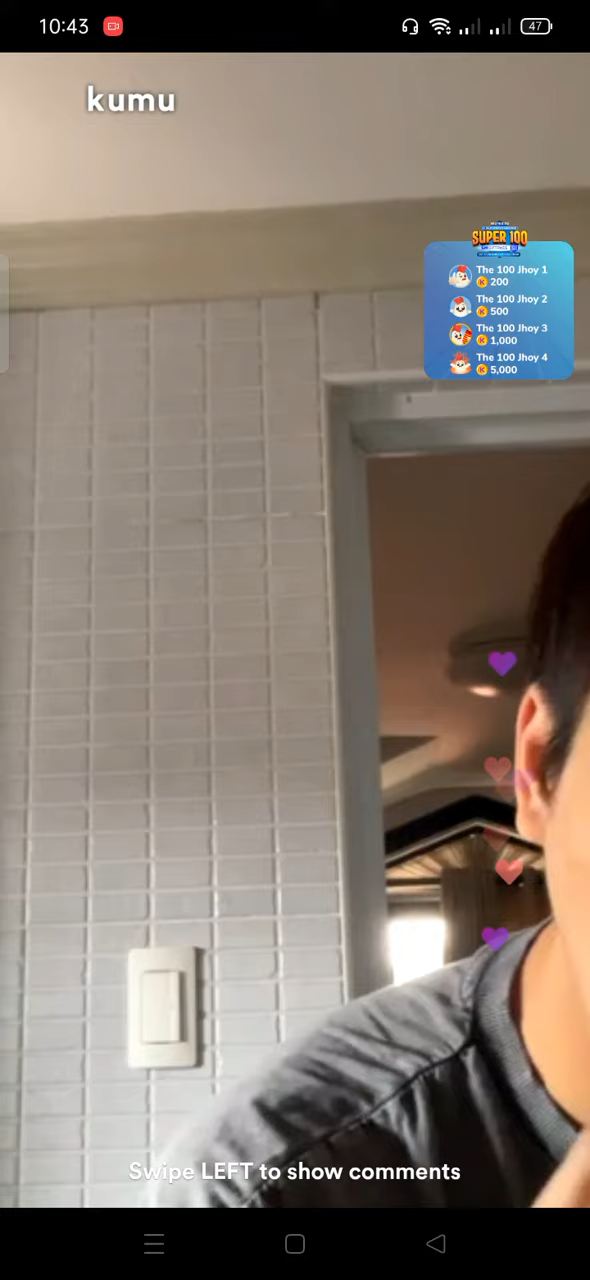 10:43
47
kumu
SUPER 100
The 100 Jhoy 1
200
The 100 Jhoy 2
500
The 100 Jhoy 3
1,000
The 100 Jhoy 4
5,000
Swipe LEFT to show comments